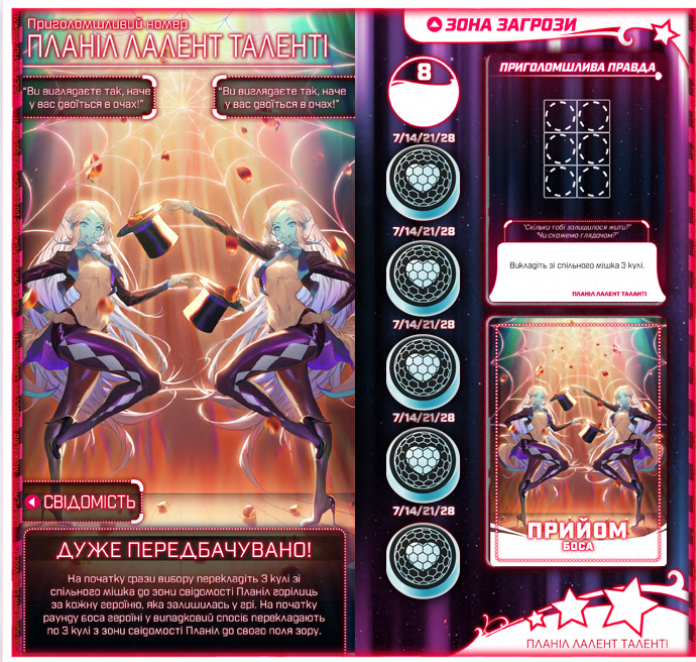 Приголомшливий номер
ПЛАНІЛ ЛАЛЕНТ ТАЛЕНТІ
"Ви виглядаєте так, наче
у вас двоїться в очах!"
"Ви виглядаєте так, наче
у вас двоїться в очах!"
СВІДОМІСТЬ
ДУЖЕ ПЕРЕДБАЧУВАНО!
На початку фази вибору перекладіть 3 кулі зі
спільного мішка до зони свідомості Планіл горілиць
за кожну героїню, яка залишилась у грі. На початку
раунду боса героїні у випадковий спосіб перекладають
по 3 кулі з зони свідомості Планіл до свого поля зору.
ЗОНА ЗАГРОЗИ
8
7/14/21/28
7/14/21/28
7/14/21/28
7/14/21/28
7/14/21/28
ПРИГОЛОМШЛИВА ПРАВДА
"Скільки тобі залишилося жити?"
"Чи скажемо глядачам?"
Викладіть зі спільного мішка 3 кулі.
ПЛАНІЛ ЛАЛЕНТ ТАЛАНТІ
ПРИЙОМ
БОСА
ПЛАНІЛ ЛАЛЕНТ ТАЛЕНТІ